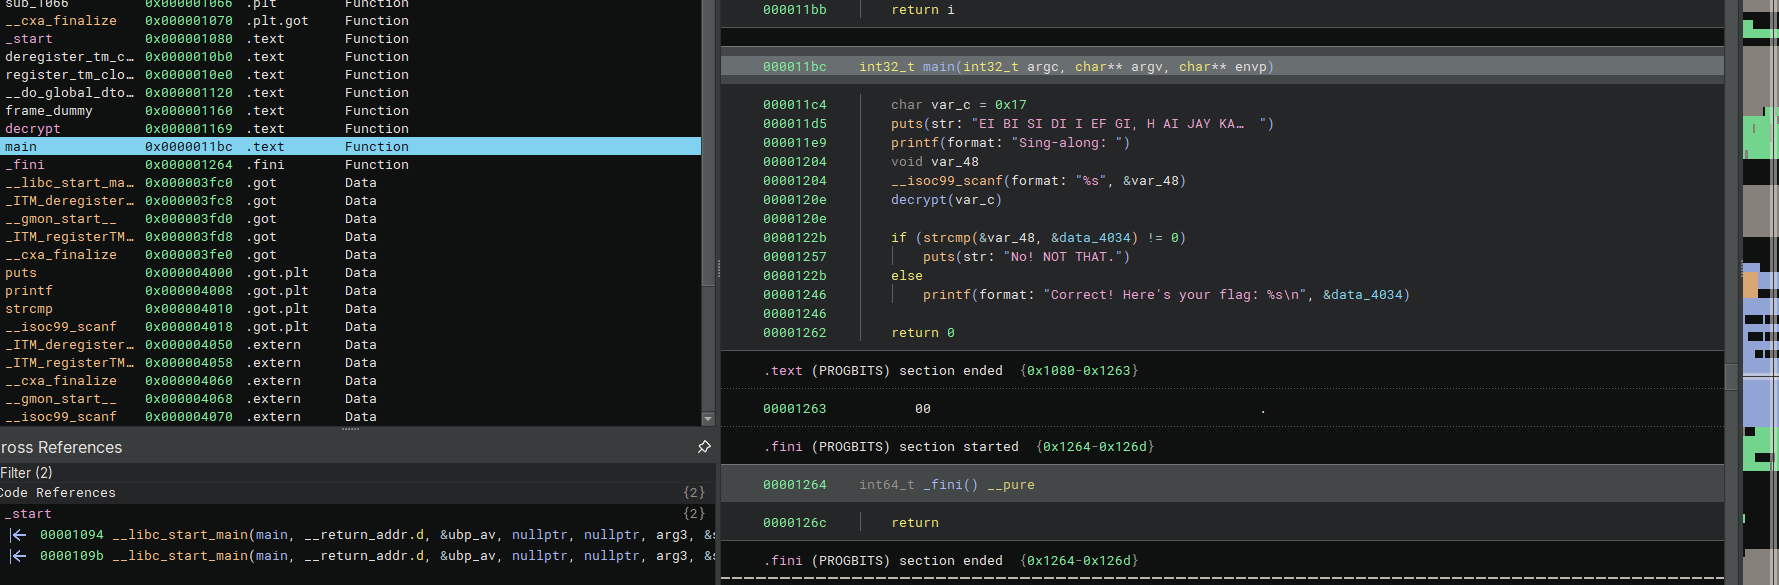 sub_1066 0x000001066 .plt Function
__cxa_finalize 0x000001070 .plt.got Function
_start 0x000001080 .text Function
deregister_tm_c… 0x0000010b0 .text Function
register_tm_clo… 0x0000010e0 .text Function
__do_global_dto… 0x000001120 .text Function
frame_dummy 0x000001160 .text Function
decrypt 0x000001169 .text Function
main 0x0000011bc .text Function
_fini 0x000001264 .fini Function
__libc_start_ma… 0x000003fc0 .got Data
_ITM_deregister… 0x000003fc8 .got Data
__gmon_start__ 0x000003fd0 .got Data
_ITM_registerTM… 0x000003fd8 .got Data
__cxa_finalize 0x000003fe0 .got Data
puts 0x000004000 .got.plt Data
printf 0x000004008 .got.plt Data
strcmp 0x000004010 .got.plt Data
__isoc99_scanf 0x000004018 .got.plt Data
_ITM_deregister… 0x000004050 .extern Data
_ITM_registerTM… 0x000004058 .extern Data
__cxa_finalize 0x000004060 .extern Data
__gmon_start__ 0x000004068 .extern Data
__isoc99_scanf 0x000004070 .extern Data
ross References
Filter (2)
Code References {2}
_start {2}
00001094 __libc_start_main(main, __return_addr.d, &ubp_av, nullptr, nullptr, arg3, &s
0000109b __libc_start_main(main, __return_addr.d, &ubp_av, nullptr, nullptr, arg3, &s
000011bb return i
000011bc int32_t main(int32_t argc, char** argv, char** envp)
000011c4 char var_c = 0x17
000011d5 puts(str: "EI BI SI DI I EF GI, H AI JAY KA… ")
000011e9 printf(format: "Sing-along: ")
00001204 void var_48
00001204 __isoc99_scanf(format: "%s", &var_48)
0000120e decrypt(var_c)
0000120e
0000122b if (strcmp(&var_48, &data_4034) != 0)
00001257 puts(str: "No! NOT THAT.")
0000122b else
00001246 printf(format: "Correct! Here's your flag: %s\n", &data_4034)
00001246
00001262 return 0
.text (PROGBITS) section ended {0x1080-0x1263}
00001263 00 .
.fini (PROGBITS) section started {0x1264-0x126d}
00001264 int64_t _fini() __pure
0000126c return
.fini (PROGBITS) section ended {0x1264-0x126d}